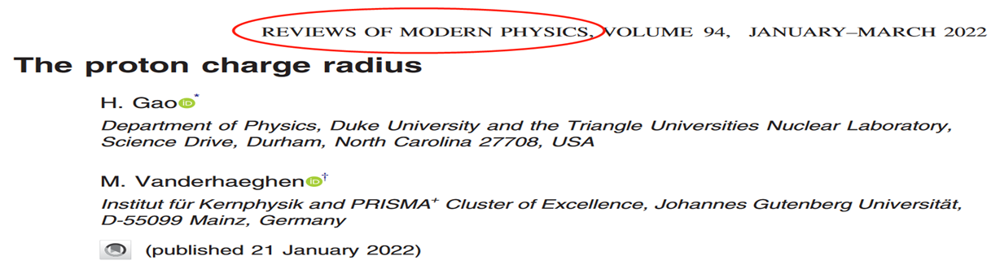 REVIEWS OF MODERN PHYSICS, VOLUME 94, JANUARY–MARCH 2022
The proton charge radius
H. Gao iD*
Department of Physics, Duke University and the Triangle Universities Nuclear Laboratory,
Science Drive, Durham, North Carolina 27708, USA
M. Vanderhaeghen iD†
Institut für Kernphysik and PRISMA+ Cluster of Excellence, Johannes Gutenberg Universität,
D-55099 Mainz, Germany
(published 21 January 2022)